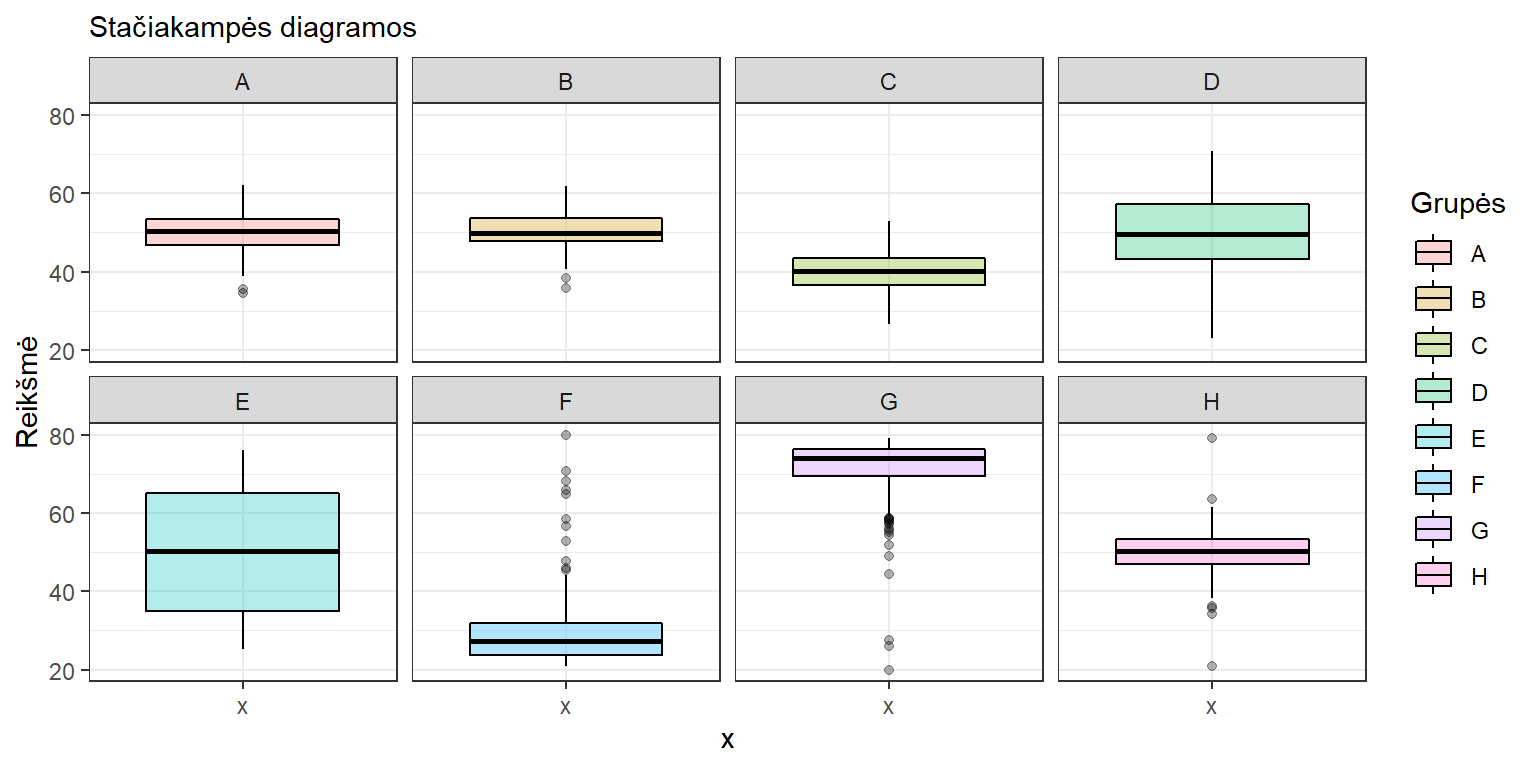 Stačiakampės diagramos
A B C D
80
60
40
20
E F G H
80
60
40
20
x x x x
x
Reikšmė
Grupės
A
B
C
D
E
F
G
H